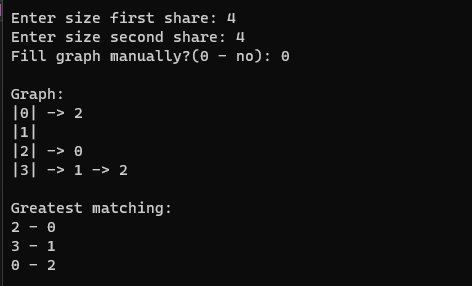 Enter size first share: 4
Enter size second share: 4
Fill graph manually?(0 - no): 0
Graph:
|0| -> 2
|1|
|2| -> 0
|3| -> 1 -> 2
Greatest matching:
2 - 0
3 - 1
0 - 2